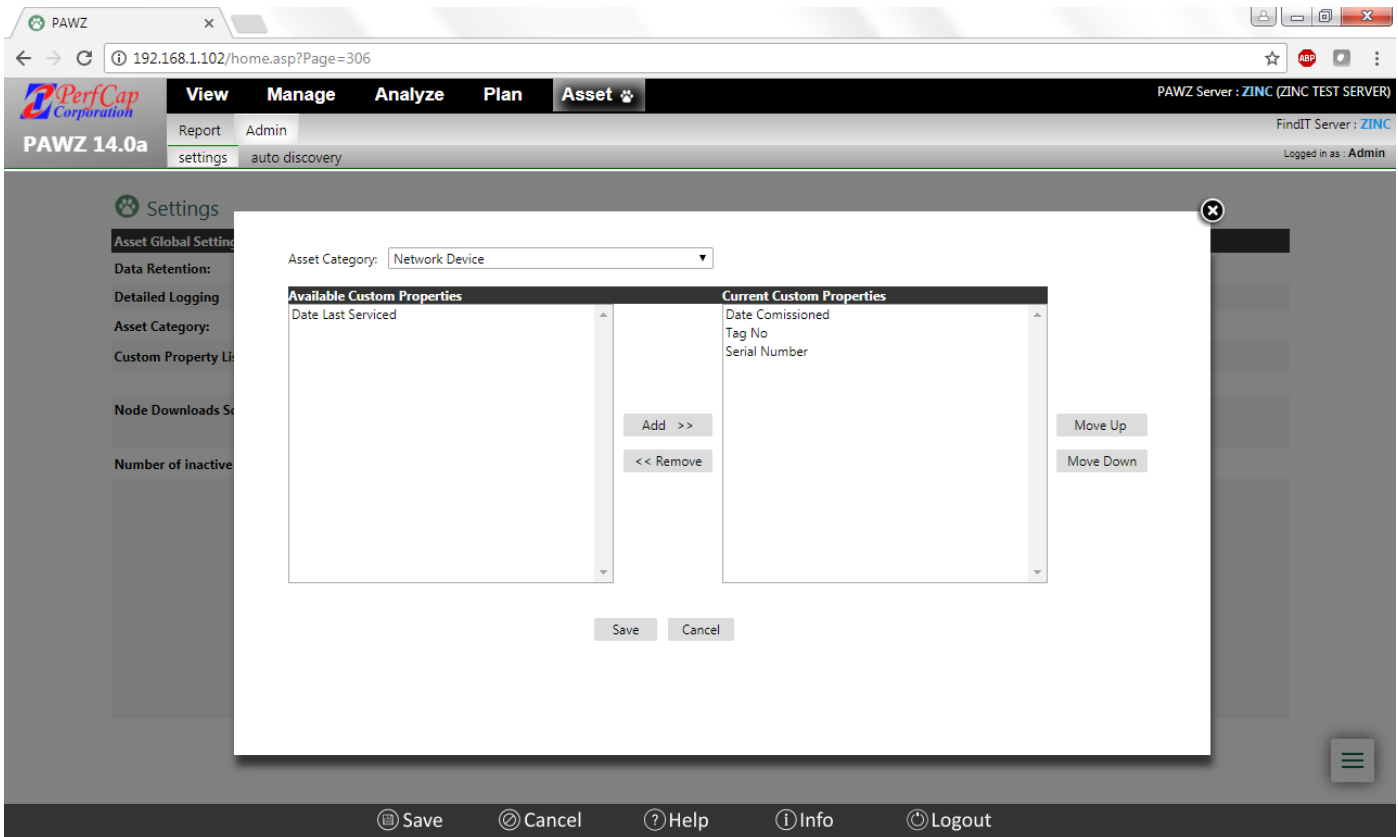 PAWZ
192.168.1.102/home.asp?Page=306
ABP
PerfCap
Corporation
PAWZ 14.0a
View Manage Analyze Plan Asset
PAWZ Server : ZINC (ZINC TEST SERVER)
Report Admin
FindIT Server : ZINC
settings auto discovery
Logged in as : Admin
Settings
Asset Global Setting
Data Retention:
Detailed Logging
Asset Category:
Custom Property Li
Node Downloads Sc
Number of inactive
Asset Category: Network Device
Available Custom Properties Current Custom Properties
Date Last Serviced Date Comissioned
Tag No
Serial Number
Add >> Move Up
<< Remove Move Down
Save Cancel
Save Cancel Help Info Logout